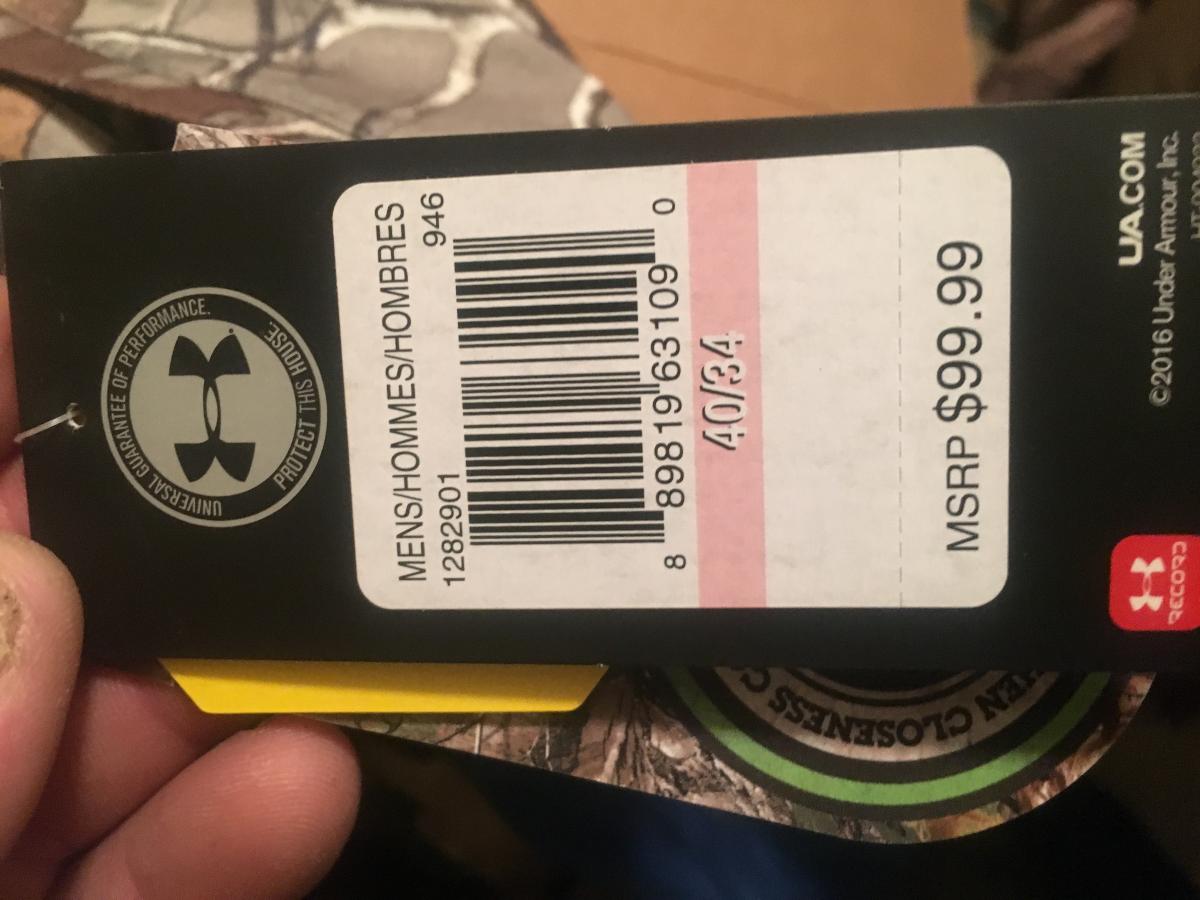 UNIVERSAL GUARANTEE OF PERFORMANCE.
PROTECT THIS HOUSE.
MENS/HOMMES/HOMBRES
1282901 946
8 89819 63109 0
40/34
MSRP $99.99
UA.COM
©2016 Under Armour, Inc.
RECORD
CLOSENESS